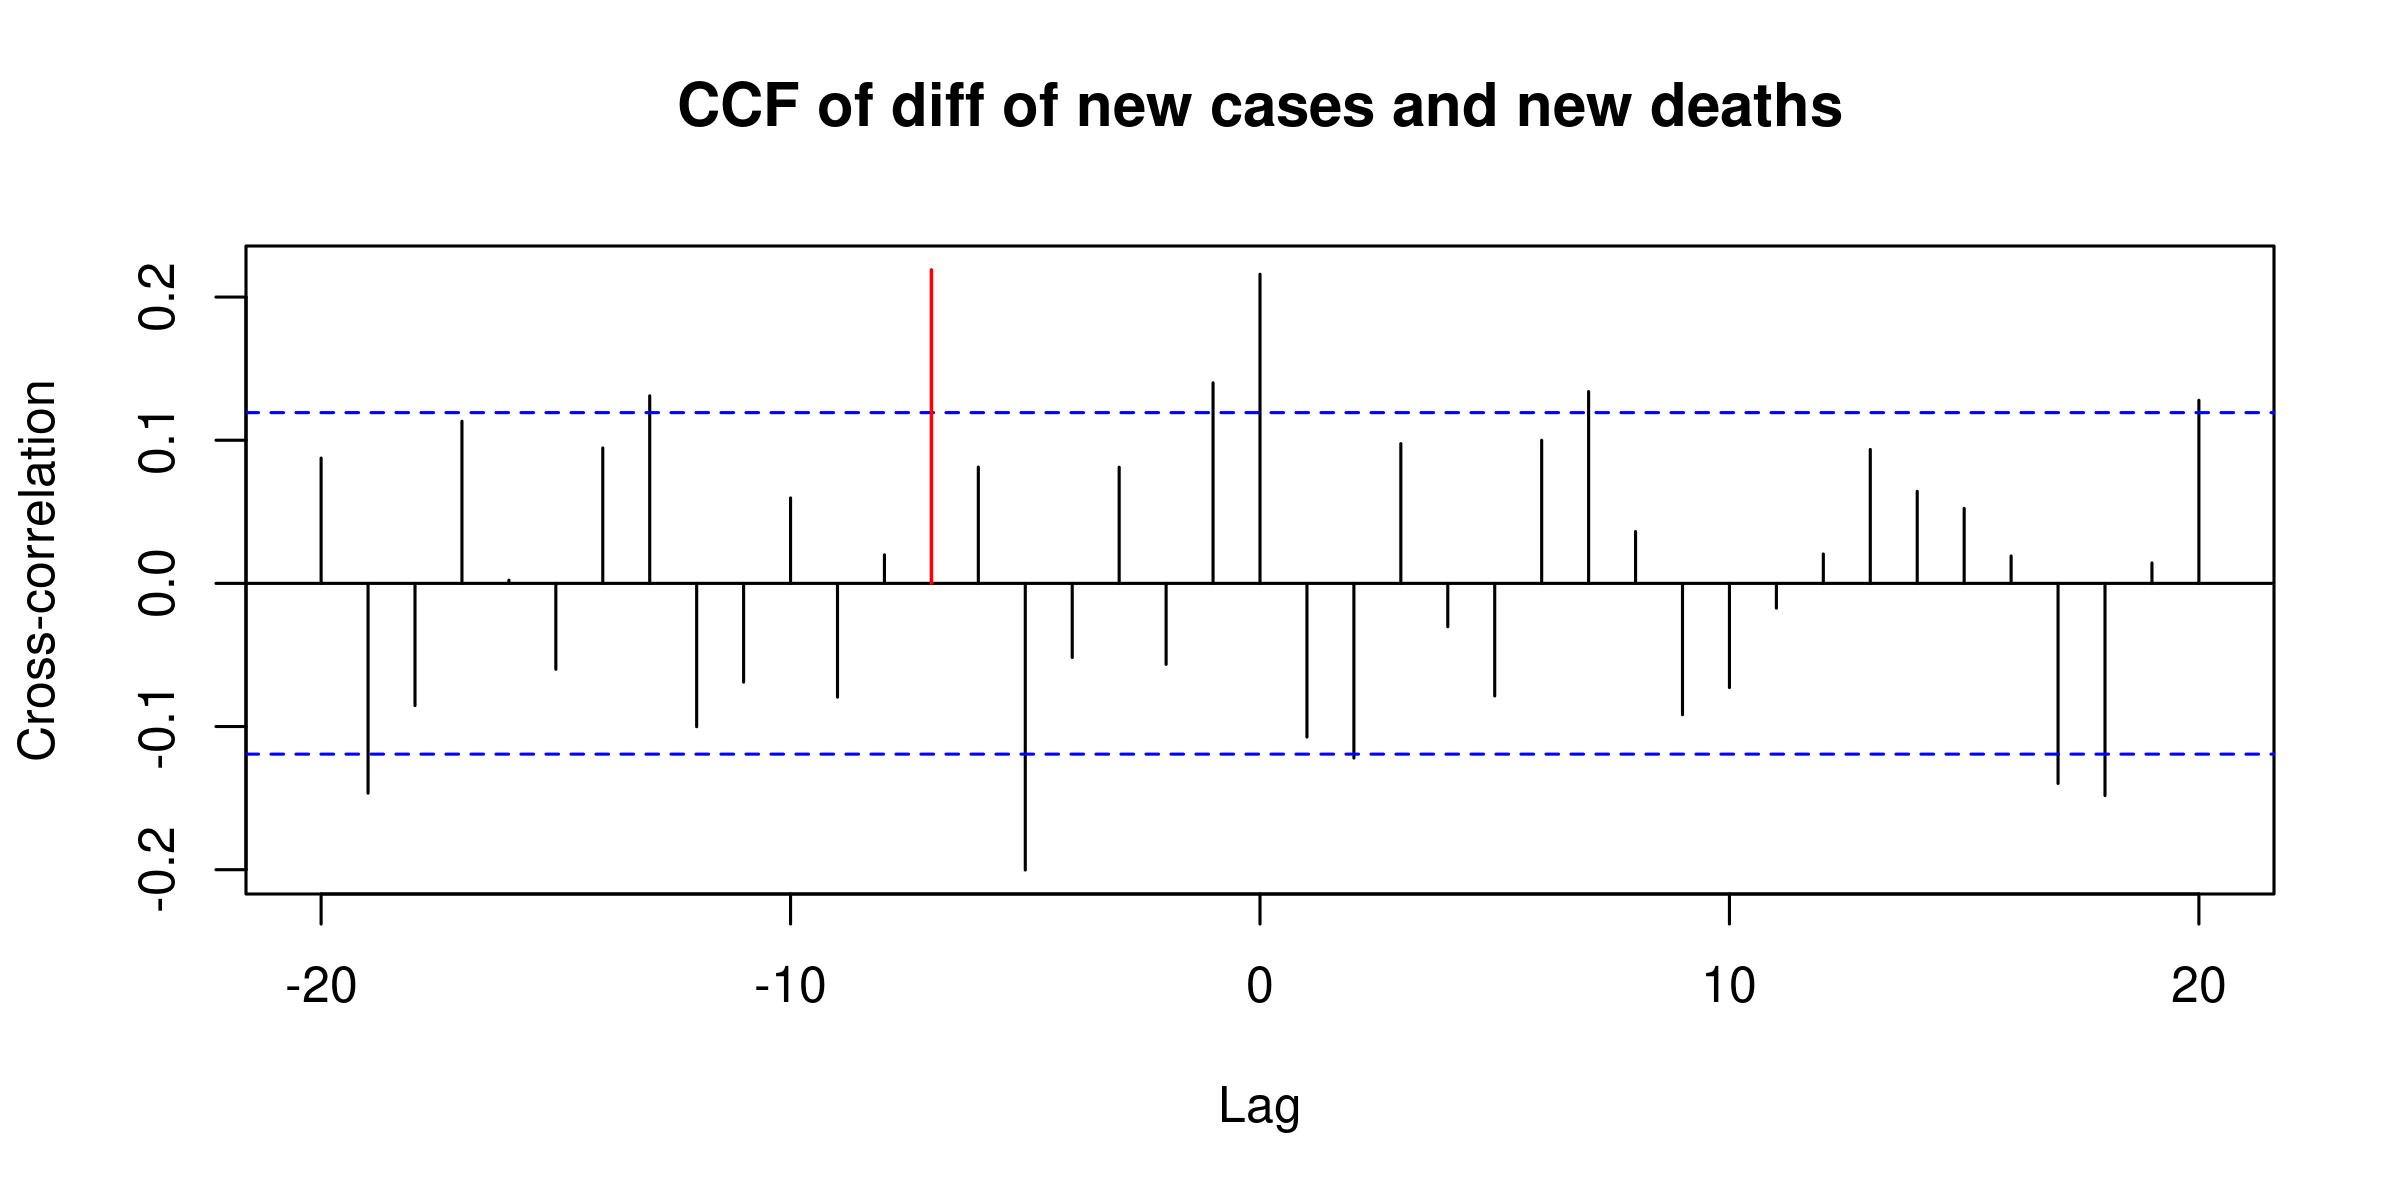 CCF of diff of new cases and new deaths
Cross-correlation
0.2
0.1
0.0
-0.1
-0.2
-20 -10 0 10 20
Lag